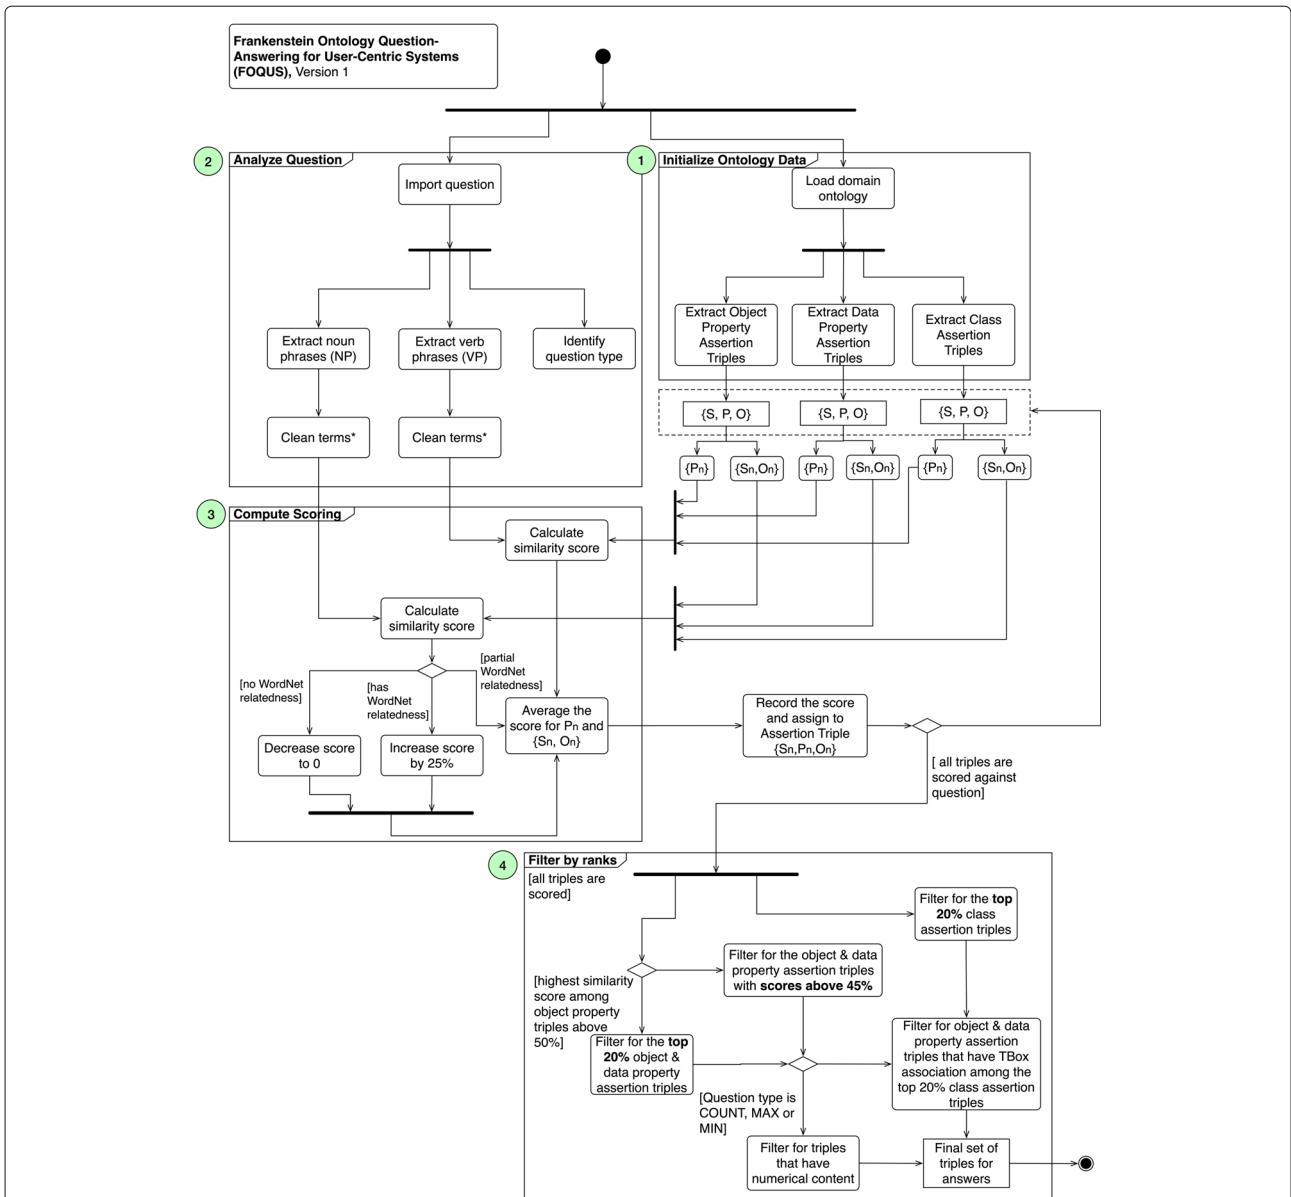 Frankenstein Ontology Question-
Answering for User-Centric Systems
(FOQUS), Version 1
2
Analyze Question
1
Initialize Ontology Data
Import question
Load domain
ontology
Extract noun
phrases (NP)
Extract verb
phrases (VP)
Identify
question type
Extract Object
Property
Assertion
Triples
Extract Data
Property
Assertion
Triples
Extract Class
Assertion
Triples
Clean terms*
Clean terms*
{S, P, O}
{S, P, O}
{S, P, O}
{Pn}
{Sn,On}
{Pn}
{Sn,On}
{Pn}
{Sn,On}
3
Compute Scoring
Calculate
similarity score
Calculate
similarity score
[no WordNet
relatedness]
[has
WordNet
relatedness]
[partial
WordNet
relatedness]
Decrease score
to 0
Increase score
by 25%
Average the
score for Pn and
{Sn, On}
Record the score
and assign to
Assertion Triple
{Sn,Pn,On}
[ all triples are
scored against
question]
4
Filter by ranks
[all triples are
scored]
Filter for the top
20% class
assertion triples
Filter for the object & data
property assertion triples
with scores above 45%
[highest similarity
score among
object property
triples above
50%]
Filter for the top
20% object &
data property
assertion triples
Filter for object & data
property assertion
triples that have TBox
association among the
top 20% class assertion
triples
[Question type is
COUNT, MAX or
MIN]
Filter for triples
that have
numerical content
Final set of
triples for
answers